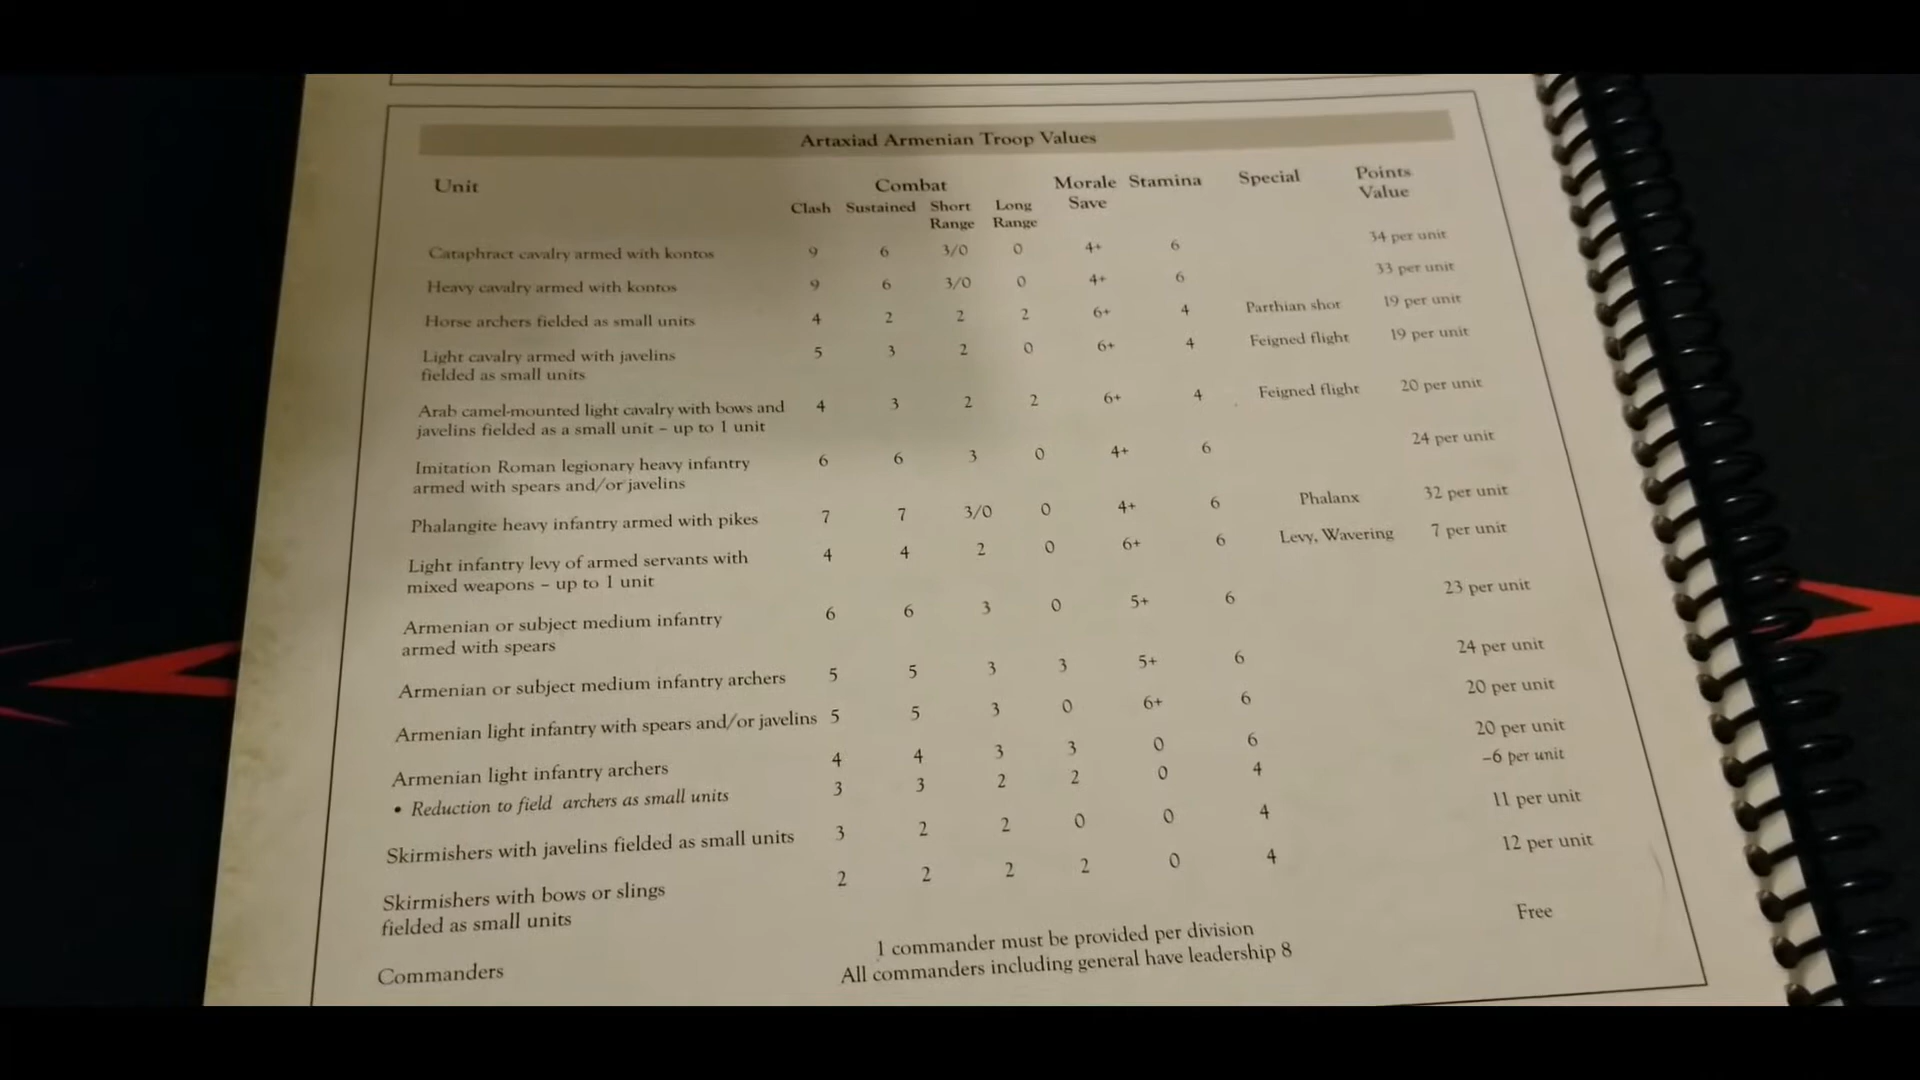 Artaxiad Armenian Troop Values
Unit Combat Morale Stamina Special Points
Clash Sustained Short Long Save Value
Range Range
Cataphract cavalry armed with kontos 9 6 3/0 0 4+ 6 34 per unit
Heavy cavalry armed with kontos 9 6 3/0 0 4+ 6 33 per unit
Horse archers fielded as small units 4 2 2 2 6+ 4 Parthian shot 19 per unit
Light cavalry armed with javelins 5 3 2 0 6+ 4 Feigned flight 19 per unit
fielded as small units
Arab camel-mounted light cavalry with bows and 4 3 2 2 6+ 4 Feigned flight 20 per unit
javelins fielded as a small unit – up to 1 unit
Imitation Roman legionary heavy infantry 6 6 3 0 4+ 6 24 per unit
armed with spears and/or javelins
Phalangite heavy infantry armed with pikes 7 7 3/0 0 4+ 6 Phalanx 32 per unit
Light infantry levy of armed servants with 4 4 2 0 6+ 6 Levy, Wavering 7 per unit
mixed weapons – up to 1 unit
Armenian or subject medium infantry 6 6 3 0 5+ 6 23 per unit
armed with spears
Armenian or subject medium infantry archers 5 5 3 3 5+ 6 24 per unit
Armenian light infantry with spears and/or javelins 5 5 3 0 6+ 6 20 per unit
Armenian light infantry archers 4 4 3 3 0 6 20 per unit
• Reduction to field archers as small units 3 3 2 2 0 4 –6 per unit
Skirmishers with javelins fielded as small units 3 2 2 0 0 4 11 per unit
Skirmishers with bows or slings 2 2 2 2 0 4 12 per unit
fielded as small units
Commanders 1 commander must be provided per division Free
All commanders including general have leadership 8